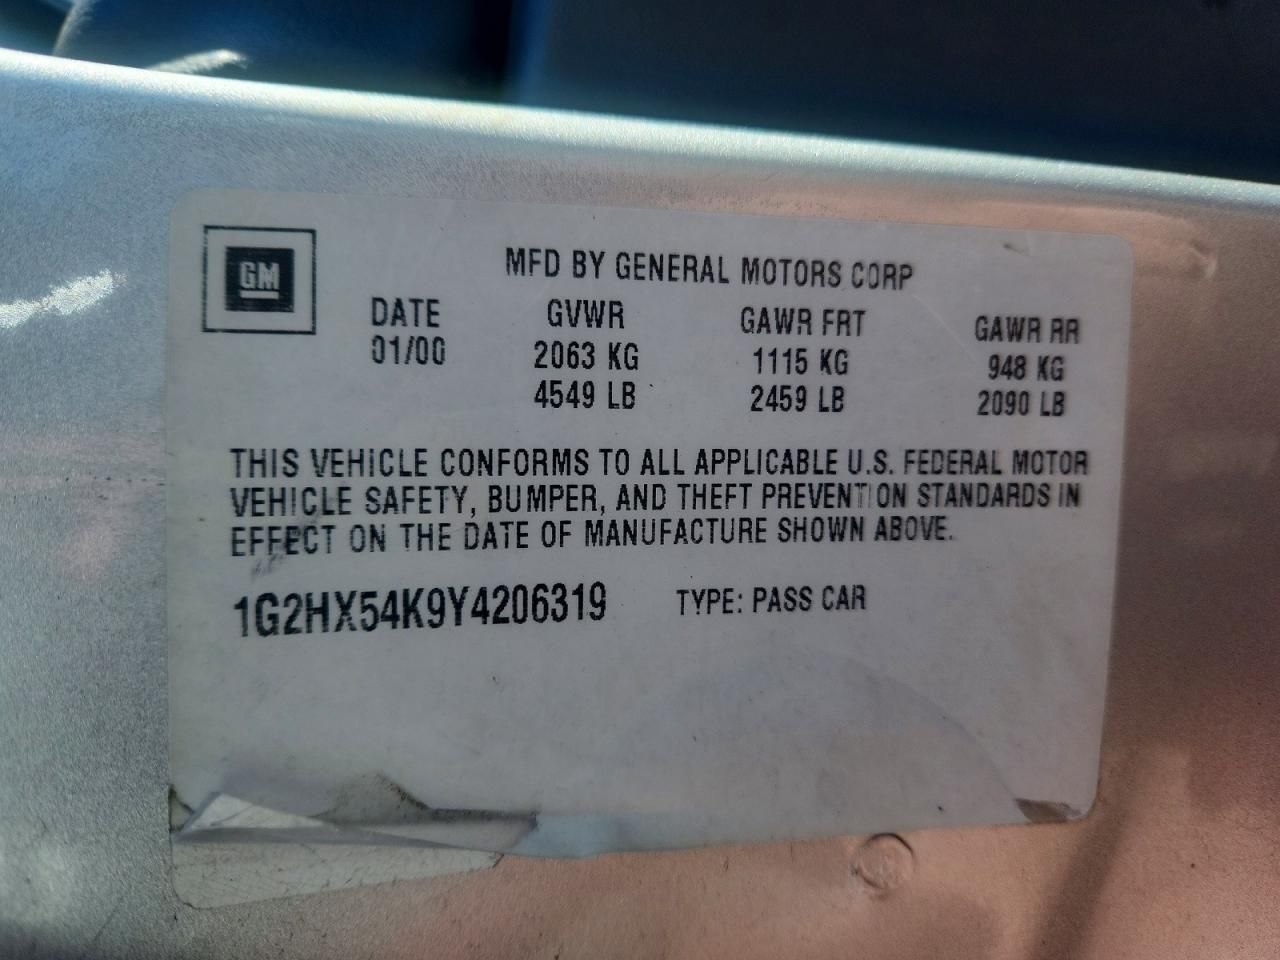 GM
MFD BY GENERAL MOTORS CORP
DATE GVWR GAWR FRT GAWR RR
01/00 2063 KG 1115 KG 948 KG
4549 LB 2459 LB 2090 LB
THIS VEHICLE CONFORMS TO ALL APPLICABLE U.S. FEDERAL MOTOR
VEHICLE SAFETY, BUMPER, AND THEFT PREVENTION STANDARDS IN
EFFECT ON THE DATE OF MANUFACTURE SHOWN ABOVE.
1G2HX54K9Y4206319 TYPE: PASS CAR